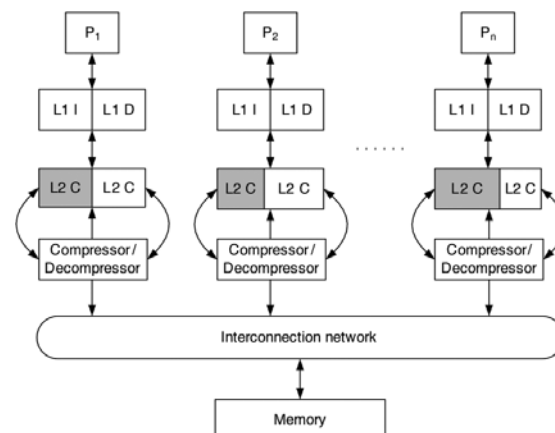 P1 P2 Pn
L1 I L1 D L1 I L1 D L1 I L1 D
L2 C L2 C L2 C L2 C L2 C L2 C
Compressor/ Compressor/ Compressor/
Decompressor Decompressor Decompressor
Interconnection network
Memory